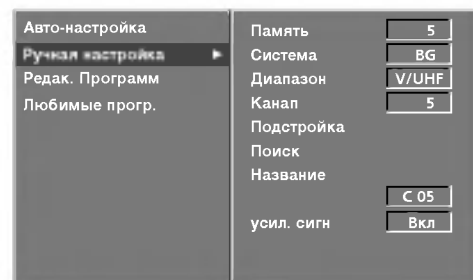 Авто-настройка
Ручная настройка
Редак. Программ
Любимые прогр.
Память 5
Система BG
Диапазон V/UHF
Канап 5
Подстройка
Поиск
Название
C 05
усил. сигн Вкл